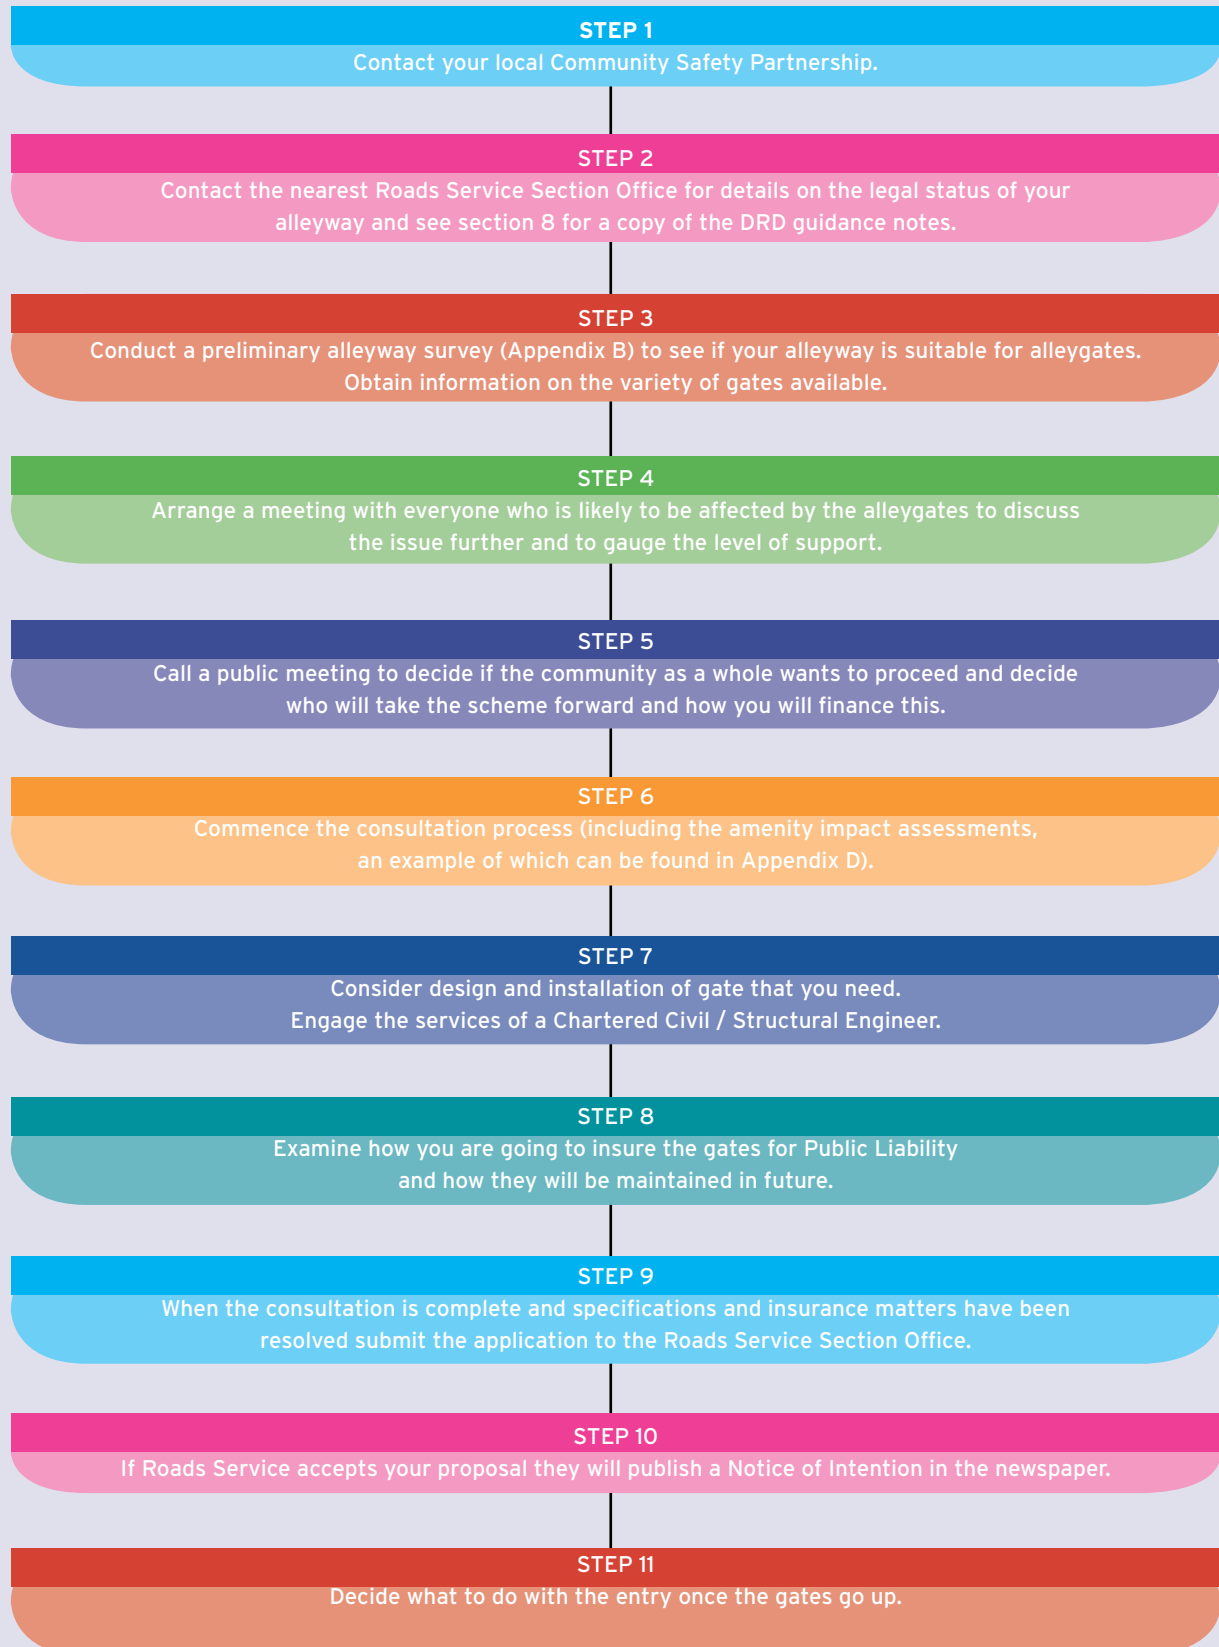 STEP 1
Contact your local Community Safety Partnership.
STEP 2
Contact the nearest Roads Service Section Office for details on the legal status of your
alleyway and see section 8 for a copy of the DRD guidance notes.
STEP 3
Conduct a preliminary alleyway survey (Appendix B) to see if your alleyway is suitable for alleygates.
Obtain information on the variety of gates available.
STEP 4
Arrange a meeting with everyone who is likely to be affected by the alleygates to discuss
the issue further and to gauge the level of support.
STEP 5
Call a public meeting to decide if the community as a whole wants to proceed and decide
who will take the scheme forward and how you will finance this.
STEP 6
Commence the consultation process (including the amenity impact assessments,
an example of which can be found in Appendix D).
STEP 7
Consider design and installation of gate that you need.
Engage the services of a Chartered Civil / Structural Engineer.
STEP 8
Examine how you are going to insure the gates for Public Liability
and how they will be maintained in future.
STEP 9
When the consultation is complete and specifications and insurance matters have been
resolved submit the application to the Roads Service Section Office.
STEP 10
If Roads Service accepts your proposal they will publish a Notice of Intention in the newspaper.
STEP 11
Decide what to do with the entry once the gates go up.